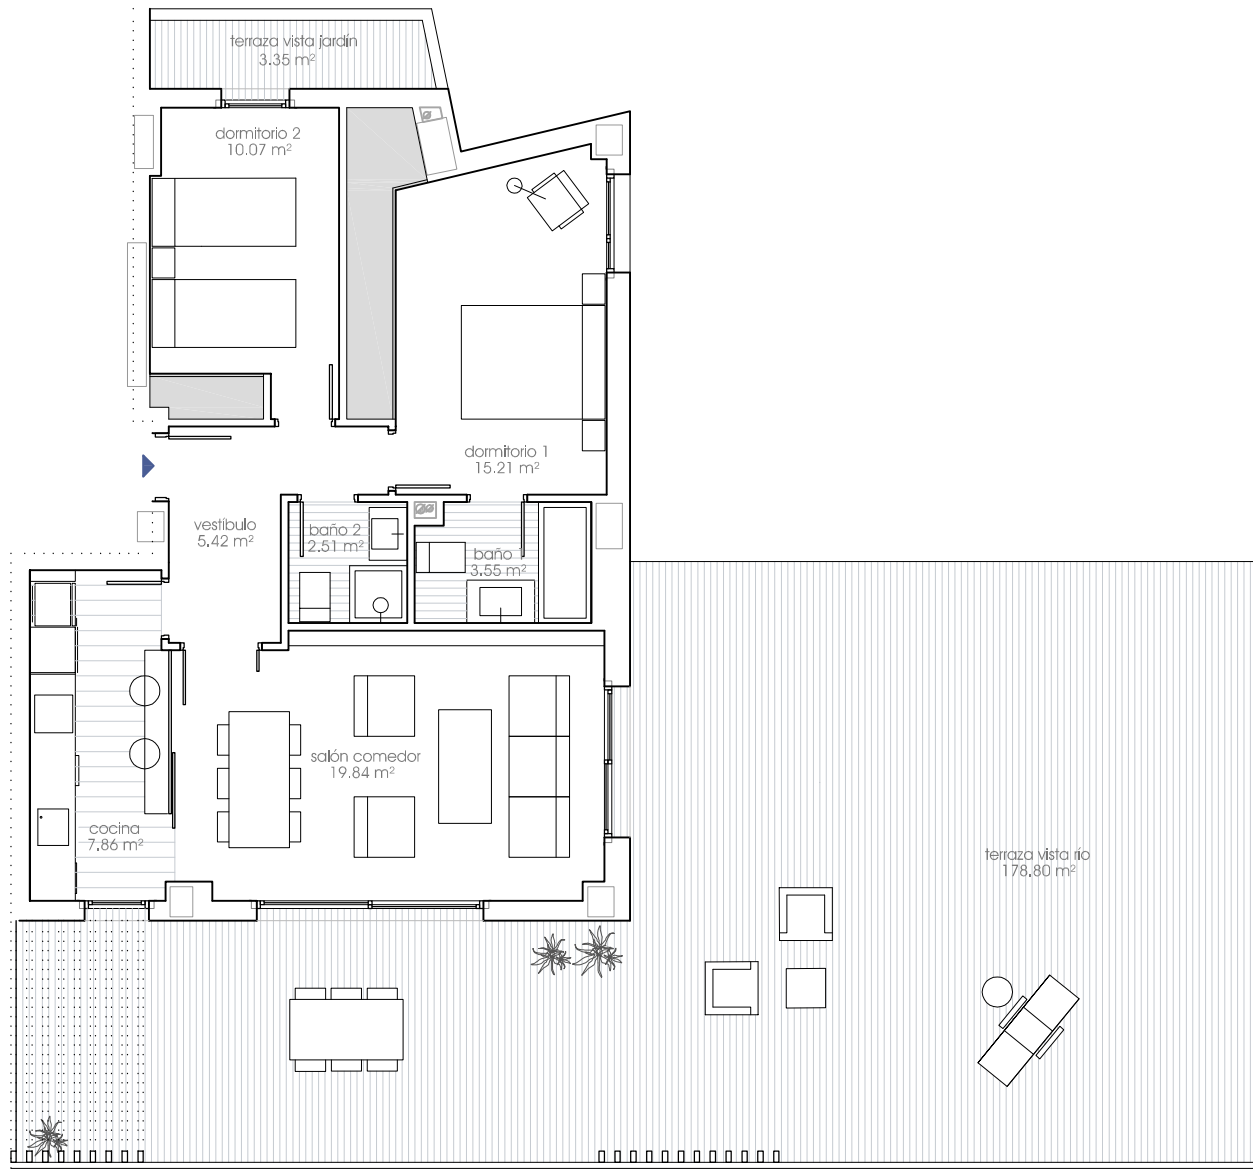 terraza vista jardín
3.35 m²
dormitorio 2
10.07 m²
dormitorio 1
15.21 m²
vestíbulo
5.42 m²
baño 2
2.51 m²
baño 1
3.55 m²
salón comedor
19.84 m²
cocina
7.86 m²
terraza vista río
178.80 m²